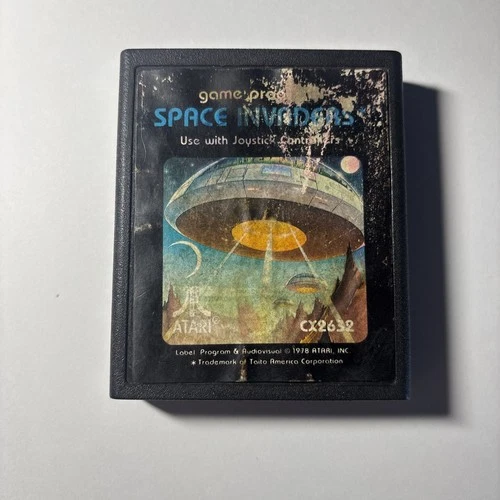 game program
SPACE INVADERS*
Use with Joystick Controllers
ATARI
CX2632
Label, Program & Audiovisual © 1978 ATARI, INC
* Trademark of Taito America Corporation